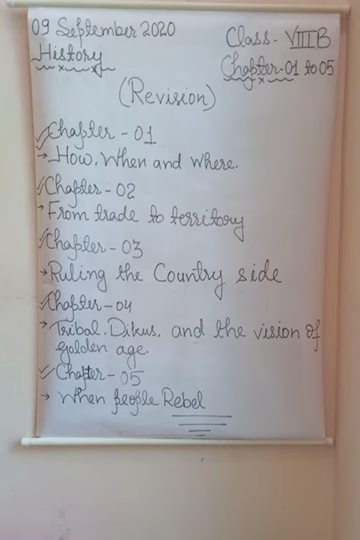 09 September 2020
Class- VIII B
History
Chapter-01 to 05
(Revision)
Chapter - 01
→ How, When and where.
Chapter - 02
→ From trade to territory
Chapter - 03
→ Ruling the Country side
Chapter - 04
→ Tribal. Dikus, and the vision of
golden age.
Chapter - 05
→ When people Rebel